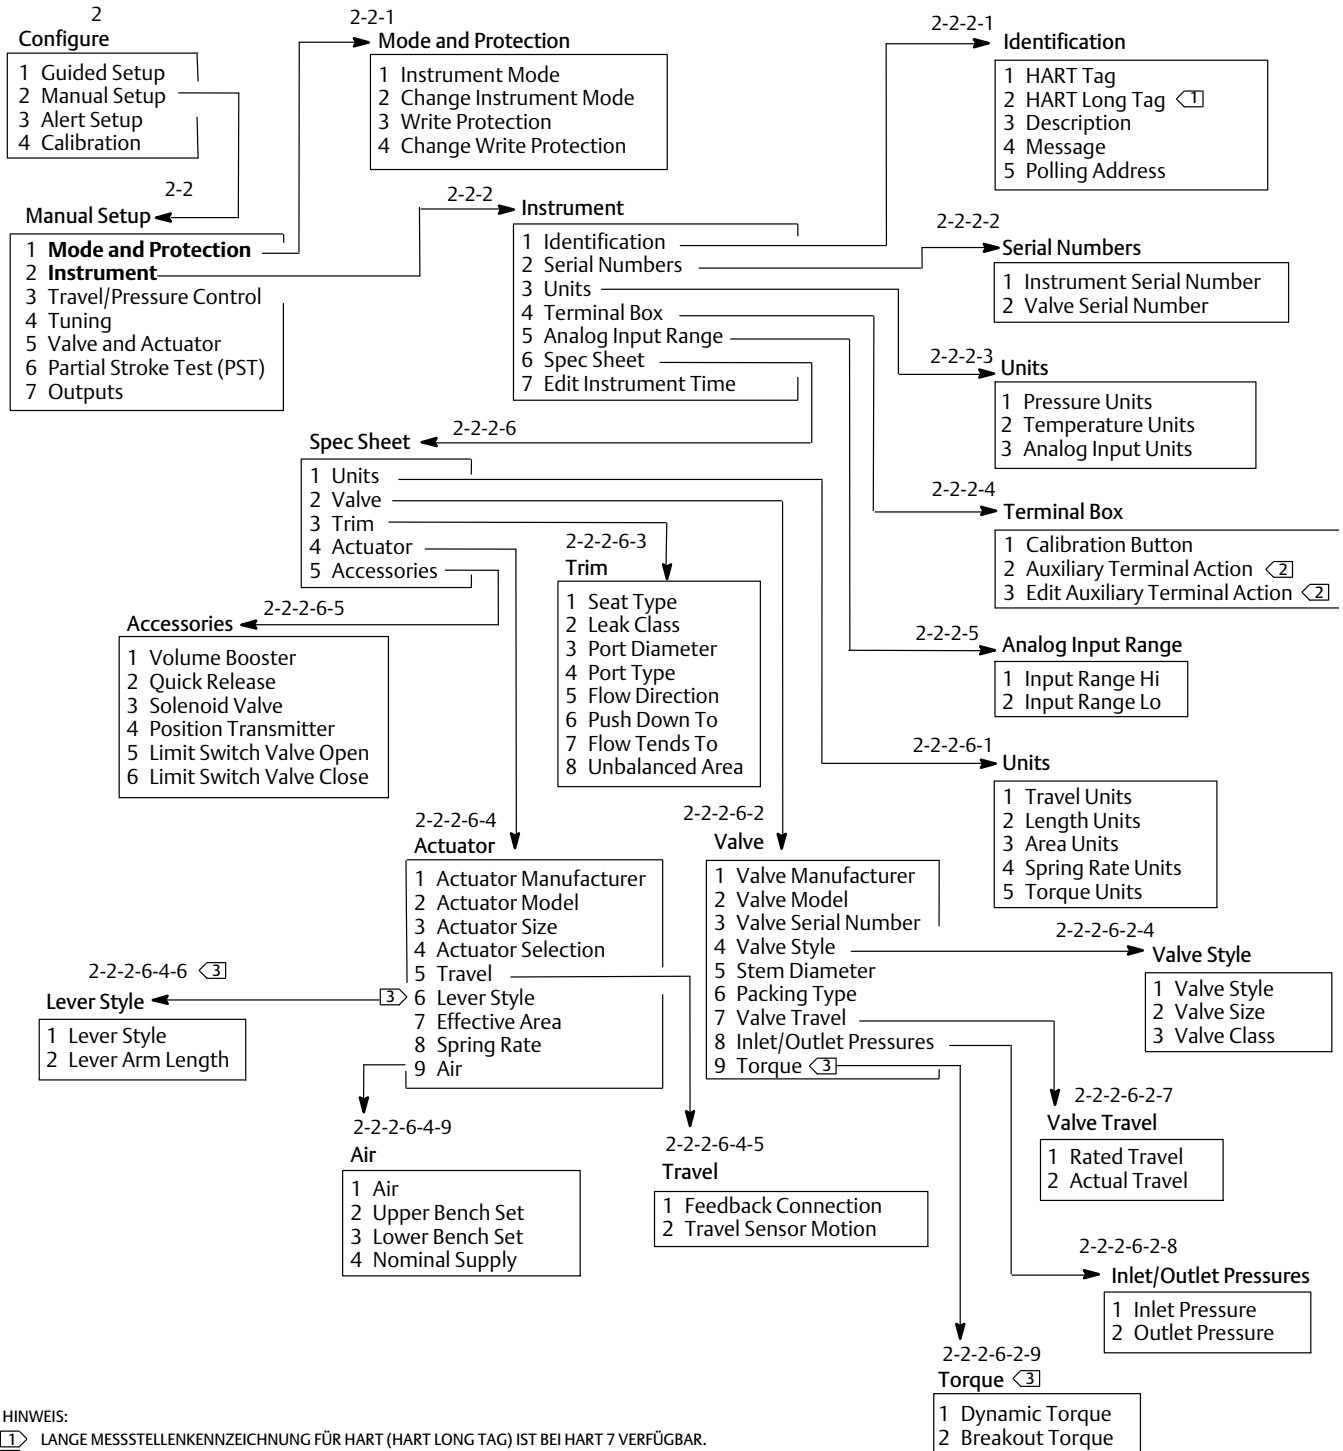 2
Configure
1 Guided Setup
2 Manual Setup
3 Alert Setup
4 Calibration
2-2-1
Mode and Protection
1 Instrument Mode
2 Change Instrument Mode
3 Write Protection
4 Change Write Protection
2-2-2-1
Identification
1 HART Tag
2 HART Long Tag 1
3 Description
4 Message
5 Polling Address
2-2
Manual Setup
1 Mode and Protection
2 Instrument
3 Travel/Pressure Control
4 Tuning
5 Valve and Actuator
6 Partial Stroke Test (PST)
7 Outputs
2-2-2
Instrument
1 Identification
2 Serial Numbers
3 Units
4 Terminal Box
5 Analog Input Range
6 Spec Sheet
7 Edit Instrument Time
2-2-2-2
Serial Numbers
1 Instrument Serial Number
2 Valve Serial Number
2-2-2-3
Units
1 Pressure Units
2 Temperature Units
3 Analog Input Units
2-2-2-6
Spec Sheet
1 Units
2 Valve
3 Trim
4 Actuator
5 Accessories
2-2-2-4
Terminal Box
1 Calibration Button
2 Auxiliary Terminal Action 2
3 Edit Auxiliary Terminal Action 2
2-2-2-6-3
Trim
1 Seat Type
2 Leak Class
3 Port Diameter
4 Port Type
5 Flow Direction
6 Push Down To
7 Flow Tends To
8 Unbalanced Area
2-2-2-6-5
Accessories
1 Volume Booster
2 Quick Release
3 Solenoid Valve
4 Position Transmitter
5 Limit Switch Valve Open
6 Limit Switch Valve Close
2-2-2-5
Analog Input Range
1 Input Range Hi
2 Input Range Lo
2-2-2-6-1
Units
1 Travel Units
2 Length Units
3 Area Units
4 Spring Rate Units
5 Torque Units
2-2-2-6-4
Actuator
1 Actuator Manufacturer
2 Actuator Model
3 Actuator Size
4 Actuator Selection
5 Travel
3 6 Lever Style
7 Effective Area
8 Spring Rate
9 Air
2-2-2-6-2
Valve
1 Valve Manufacturer
2 Valve Model
3 Valve Serial Number
4 Valve Style
5 Stem Diameter
6 Packing Type
7 Valve Travel
8 Inlet/Outlet Pressures
9 Torque 3
2-2-2-6-2-4
Valve Style
1 Valve Style
2 Valve Size
3 Valve Class
2-2-2-6-4-6 3
Lever Style
1 Lever Style
2 Lever Arm Length
2-2-2-6-2-7
Valve Travel
1 Rated Travel
2 Actual Travel
2-2-2-6-4-9
Air
1 Air
2 Upper Bench Set
3 Lower Bench Set
4 Nominal Supply
2-2-2-6-4-5
Travel
1 Feedback Connection
2 Travel Sensor Motion
2-2-2-6-2-8
Inlet/Outlet Pressures
1 Inlet Pressure
2 Outlet Pressure
2-2-2-6-2-9
Torque 3
1 Dynamic Torque
2 Breakout Torque
HINWEIS:
1 LANGE MESSSTELLENKENNZEICHNUNG FÜR HART (HART LONG TAG) IST BEI HART 7 VERFÜGBAR.